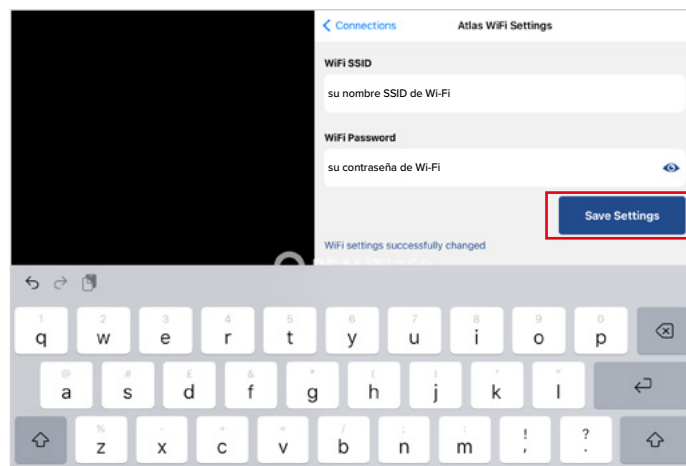 Connections
Atlas WiFi Settings
WiFi SSID
su nombre SSID de Wi-Fi
WiFi Password
su contraseña de Wi-Fi
Save Settings
WiFi settings successfully changed
1 2 3 4 5 6 7 8 9 0
q w e r t y u i o p
@ # £ & * ( ) ' "
a s d f g h j k l
% - + = / ; :
z x c v b n m ! , ? .